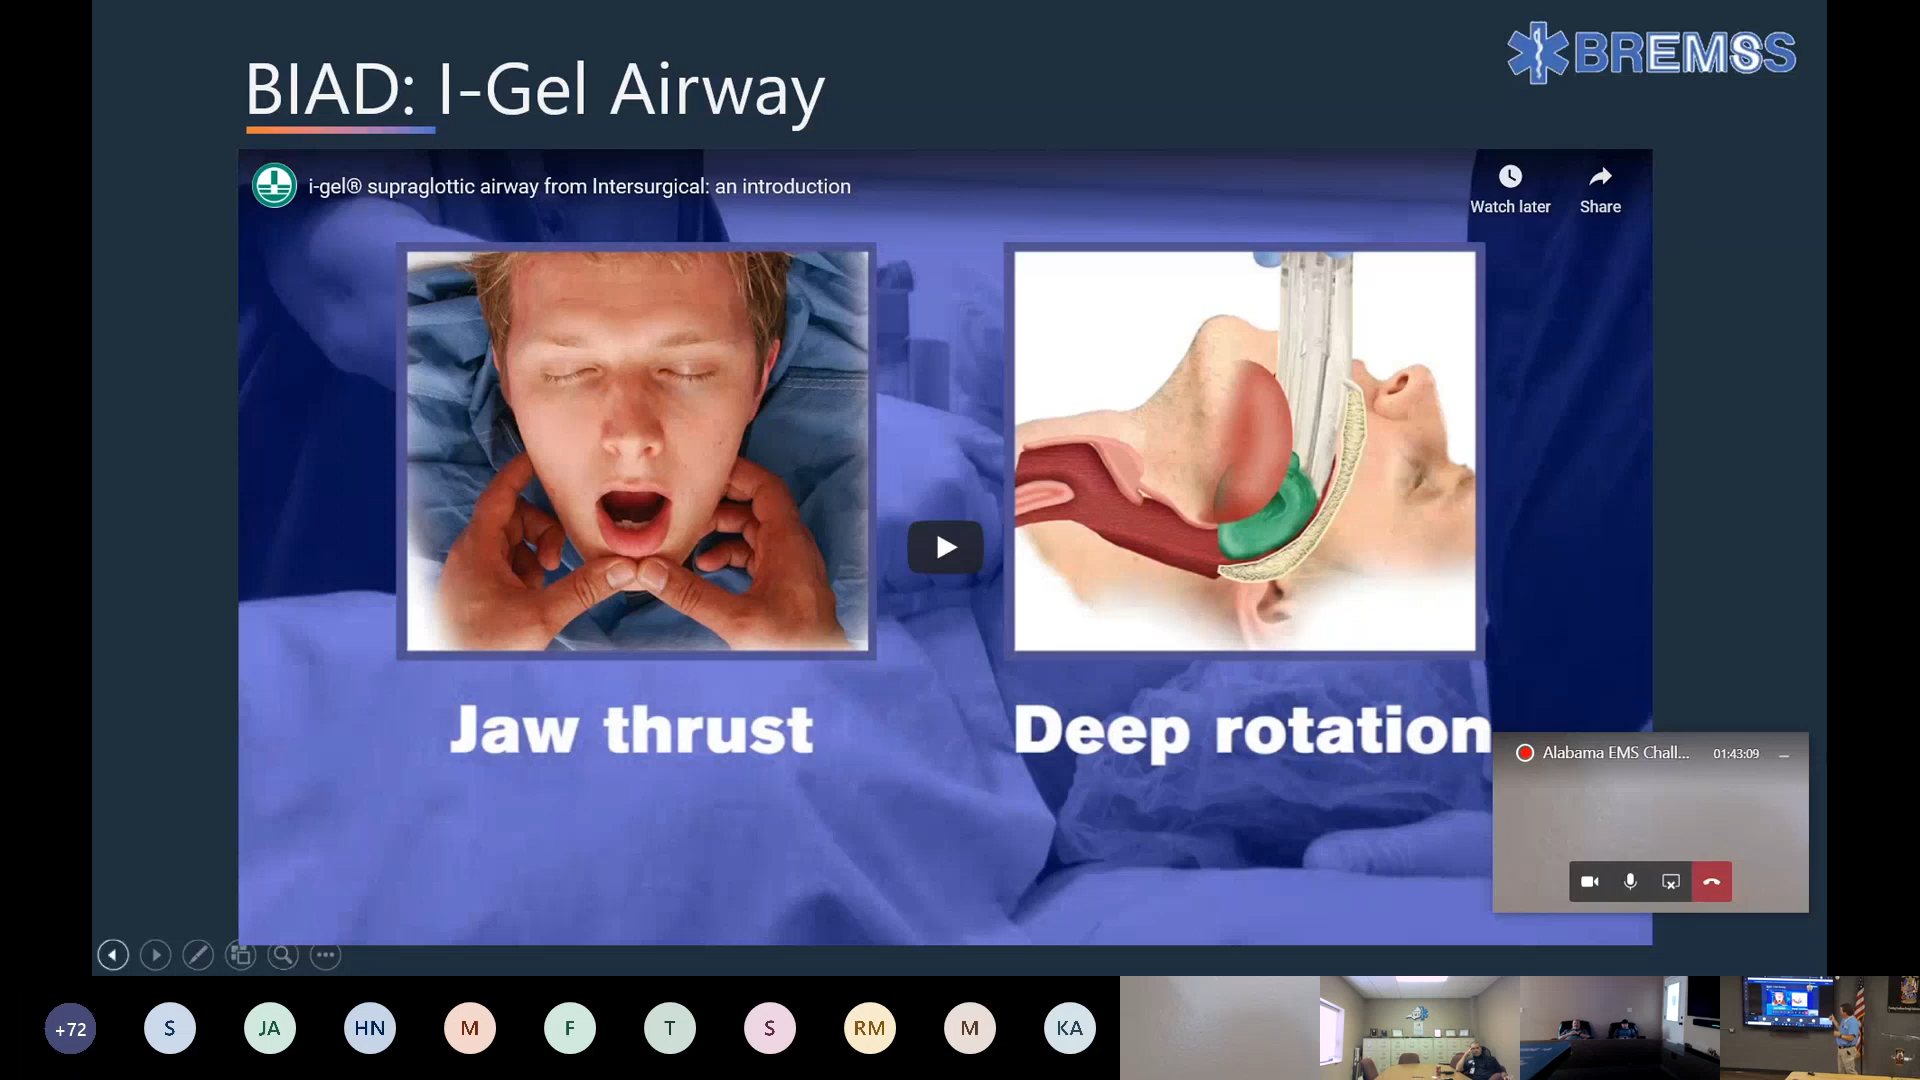 BREMSS
BIAD: I-Gel Airway
i-gel® supraglottic airway from Intersurgical: an introduction
Watch later
Share
Jaw thrust
Deep rotation
Alabama EMS Chall...
01:43:09
+72
S
JA
HN
M
F
T
S
RM
M
KA